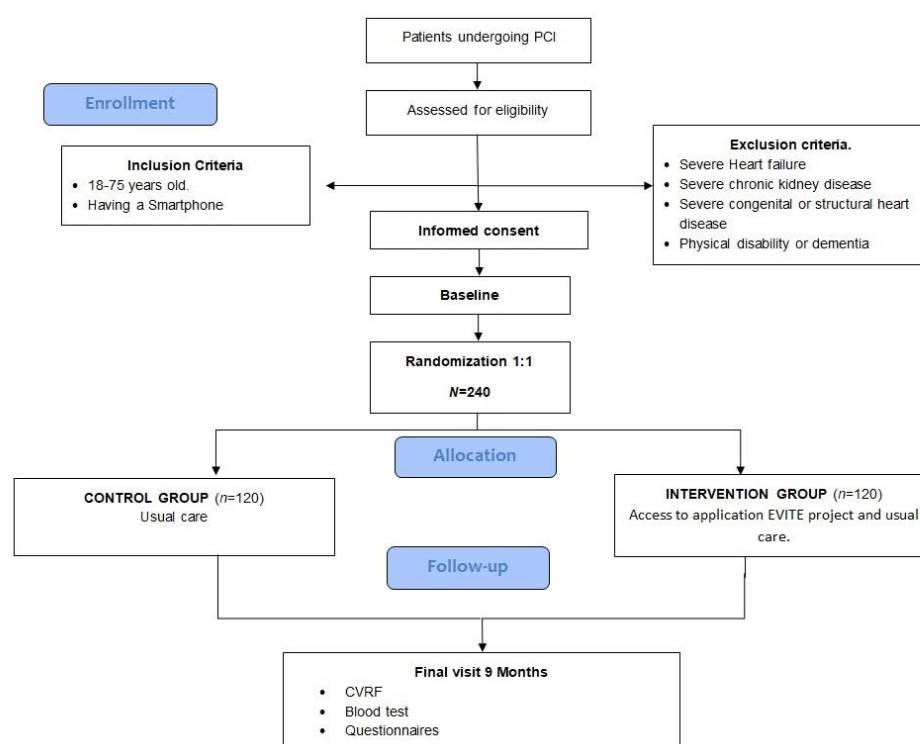 Patients undergoing PCI
Enrollment
Assessed for eligibility
Inclusion Criteria
• 18-75 years old.
• Having a Smartphone
Exclusion criteria.
• Severe Heart failure
• Severe chronic kidney disease
• Severe congenital or structural heart
disease
• Physical disability or dementia
Informed consent
Baseline
Randomization 1:1
N=240
Allocation
CONTROL GROUP (n=120)
Usual care
INTERVENTION GROUP (n=120)
Access to application EVITE project and usual
care.
Follow-up
Final visit 9 Months
• CVRF
• Blood test
• Questionnaires